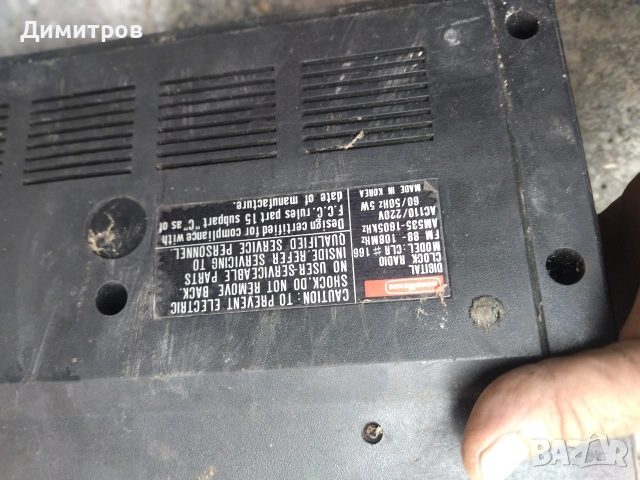 Димитров
DIGITAL
CLOCK RADIO
MODEL-CLR # 166
FM 88 - 108MHz
AM535-1605kHz
AC110/220V
60/50Hz 5W
MADE IN KOREA
CAUTION: TO PREVENT ELECTRIC
SHOCK.DO NOT REMOVE BACK.
NO USER-SERVICABLE PARTS
INSIDE.REFER SERVICING TO
QUALIFIED SERVICE PERSONNEL
Design certified for compliance with
F.C.C. rules part 15 subpart "C" as of
date of manufacture.
BAZAR